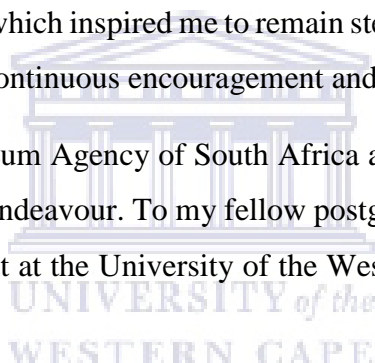 which inspired me to remain ste
ontinuous encouragement and
um Agency of South Africa a
ndeavour. To my fellow postg
t at the University of the Wes
UNIVERSITY of the
WESTERN CAPE